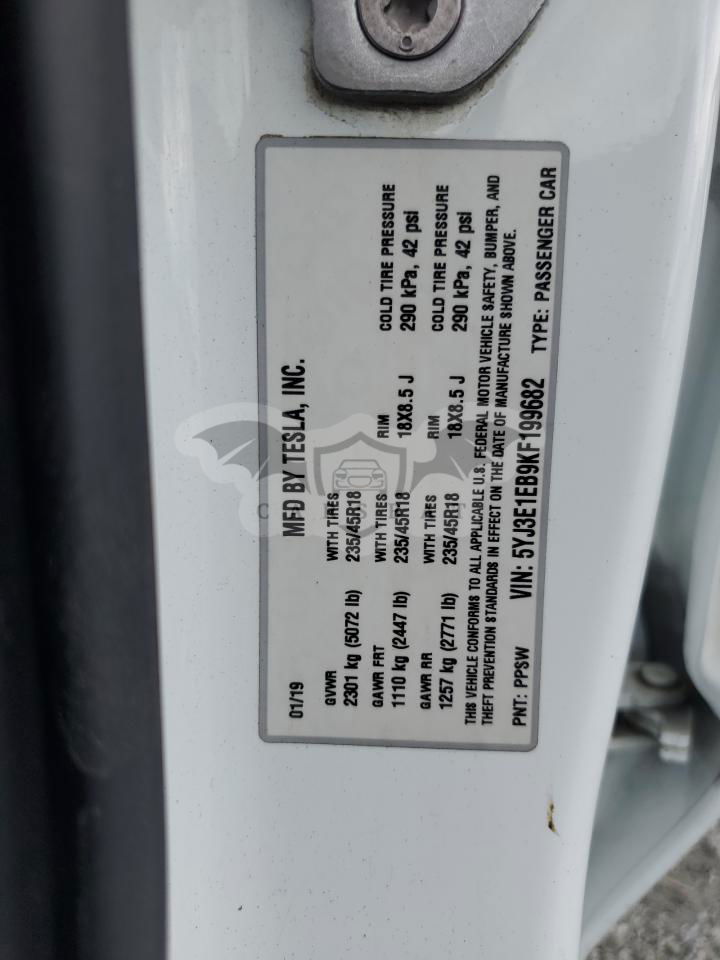 01/19 MFD BY TESLA, INC.
GVWR WITH TIRES
2301 kg (5072 lb) 235/45R18
GAWR FRT WITH TIRES RIM COLD TIRE PRESSURE
1110 kg (2447 lb) 235/45R18 18X8.5 J 290 kPa, 42 psi
GAWR RR WITH TIRES RIM COLD TIRE PRESSURE
1257 kg (2771 lb) 235/45R18 18X8.5 J 290 kPa, 42 psi
THIS VEHICLE CONFORMS TO ALL APPLICABLE U.S. FEDERAL MOTOR VEHICLE SAFETY, BUMPER, AND
THEFT PREVENTION STANDARDS IN EFFECT ON THE DATE OF MANUFACTURE SHOWN ABOVE.
PNT: PPSW VIN: 5YJ3E1EB9KF199682 TYPE: PASSENGER CAR